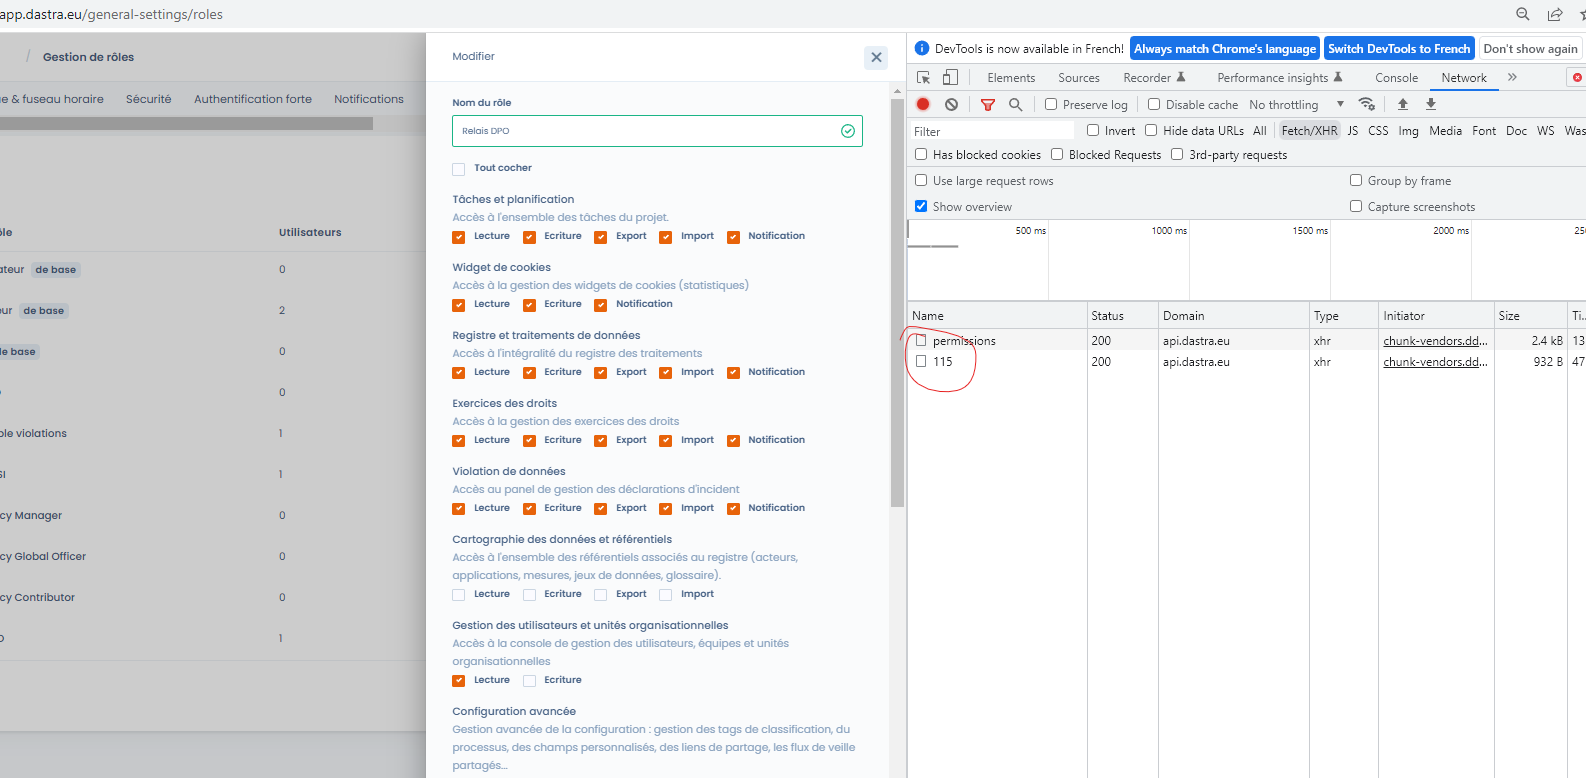 app.dastra.eu/general-settings/roles
/ Gestion de rôles
e & fuseau horaire Sécurité Authentification forte Notifications
ôle Utilisateurs
ateur de base 0
eur de base 2
de base 0
0
ble violations 1
SI 1
cy Manager 0
cy Global Officer 0
cy Contributor 0
O 1
Modifier
Nom du rôle
Relais DPO
Tout cocher
Tâches et planification
Accès à l'ensemble des tâches du projet.
Lecture Ecriture Export Import Notification
Widget de cookies
Accès à la gestion des widgets de cookies (statistiques)
Lecture Ecriture Notification
Registre et traitements de données
Accès à l'intégralité du registre des traitements
Lecture Ecriture Export Import Notification
Exercices des droits
Accès à la gestion des exercices des droits
Lecture Ecriture Export Import Notification
Violation de données
Accès au panel de gestion des déclarations d'incident
Lecture Ecriture Export Import Notification
Cartographie des données et référentiels
Accès à l'ensemble des référentiels associés au registre (acteurs,
applications, mesures, jeux de données, glossaire).
Lecture Ecriture Export Import
Gestion des utilisateurs et unités organisationnelles
Accès à la console de gestion des utilisateurs, équipes et unités
organisationnelles
Lecture Ecriture
Configuration avancée
Gestion avancée de la configuration : gestion des tags de classification, du
processus, des champs personnalisés, des liens de partage, les flux de veille
partagés...
DevTools is now available in French! Always match Chrome's language Switch DevTools to French Don't show again
Elements Sources Recorder Performance insights Console Network »
Preserve log Disable cache No throttling
Filter Invert Hide data URLs All Fetch/XHR JS CSS Img Media Font Doc WS Was
Has blocked cookies Blocked Requests 3rd-party requests
Use large request rows Group by frame
Show overview Capture screenshots
500 ms 1000 ms 1500 ms 2000 ms 250
Name Status Domain Type Initiator Size Ti...
permissions 200 api.dastra.eu xhr chunk-vendors.dd... 2.4 kB 13
115 200 api.dastra.eu xhr chunk-vendors.dd... 932 B 47